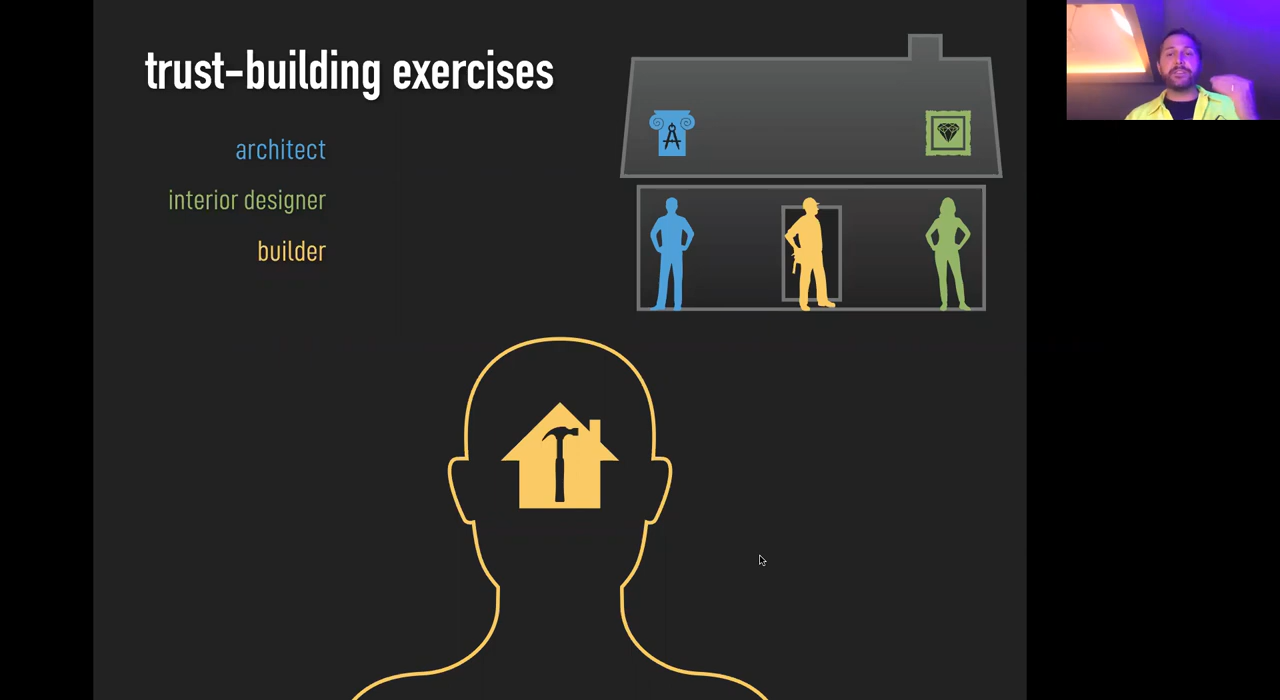 trust-building exercises
architect
interior designer
builder